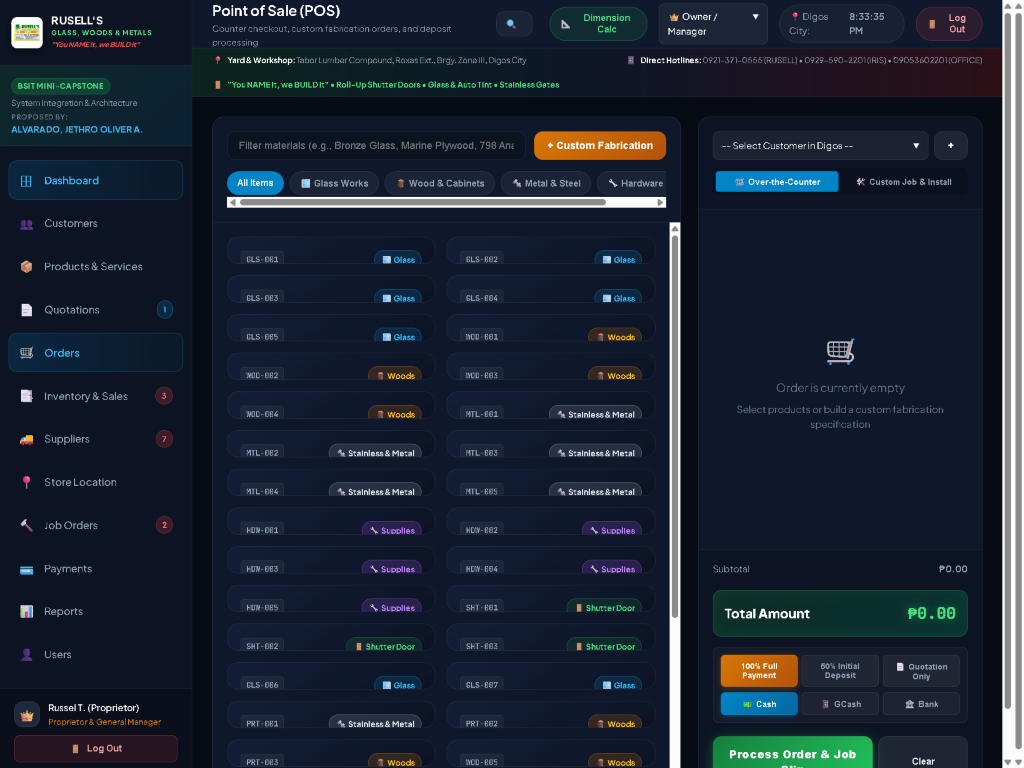 RUSELL'S
GLASS, WOODS & METALS
"You NAME It, we BUILD It"
BSIT MINI-CAPSTONE
System Integration & Architecture
PROPOSED BY:
ALVARADO, JETHRO OLIVER A.
Dashboard
Customers
Products & Services
Quotations 1
Orders
Inventory & Sales 3
Suppliers 7
Store Location
Job Orders 2
Payments
Reports
Users
Russel T. (Proprietor)
Proprietor & General Manager
Log Out
Point of Sale (POS)
Counter checkout, custom fabrication orders, and deposit
processing
Dimension
Calc
Owner /
Manager
Digos
City:
8:33:35
PM
Log
Out
Yard & Workshop: Tabor Lumber Compound, Roxas Ext., Brgy. Zone III, Digos City
Direct Hotlines: 0921-371-0555 (RUSELL) • 0929-590-2201 (IRIS) • 09053602201 (OFFICE)
"You NAME It, we BUILD It" • Roll-Up Shutter Doors • Glass & Auto Tint • Stainless Gates
Filter materials (e.g., Bronze Glass, Marine Plywood, 798 Ana
+ Custom Fabrication
All Items
Glass Works
Wood & Cabinets
Metal & Steel
Hardware
GLS-001 Glass
GLS-002 Glass
GLS-003 Glass
GLS-004 Glass
GLS-005 Glass
WOD-001 Woods
WOD-002 Woods
WOD-003 Woods
WOD-004 Woods
MTL-001 Stainless & Metal
MTL-002 Stainless & Metal
MTL-003 Stainless & Metal
MTL-004 Stainless & Metal
MTL-005 Stainless & Metal
HDW-001 Supplies
HDW-002 Supplies
HDW-003 Supplies
HDW-004 Supplies
HDW-005 Supplies
SHT-001 Shutter Door
SHT-002 Shutter Door
SHT-003 Shutter Door
GLS-006 Glass
GLS-007 Glass
PRT-001 Stainless & Metal
PRT-002 Woods
PRT-003 Woods
WOD-005 Woods
-- Select Customer in Digos --
+
Over-the-Counter
Custom Job & Install
Order is currently empty
Select products or build a custom fabrication
specification
Subtotal ₱0.00
Total Amount ₱0.00
100% Full
Payment
50% Initial
Deposit
Quotation
Only
Cash
GCash
Bank
Process Order & Job
Slip
Clear